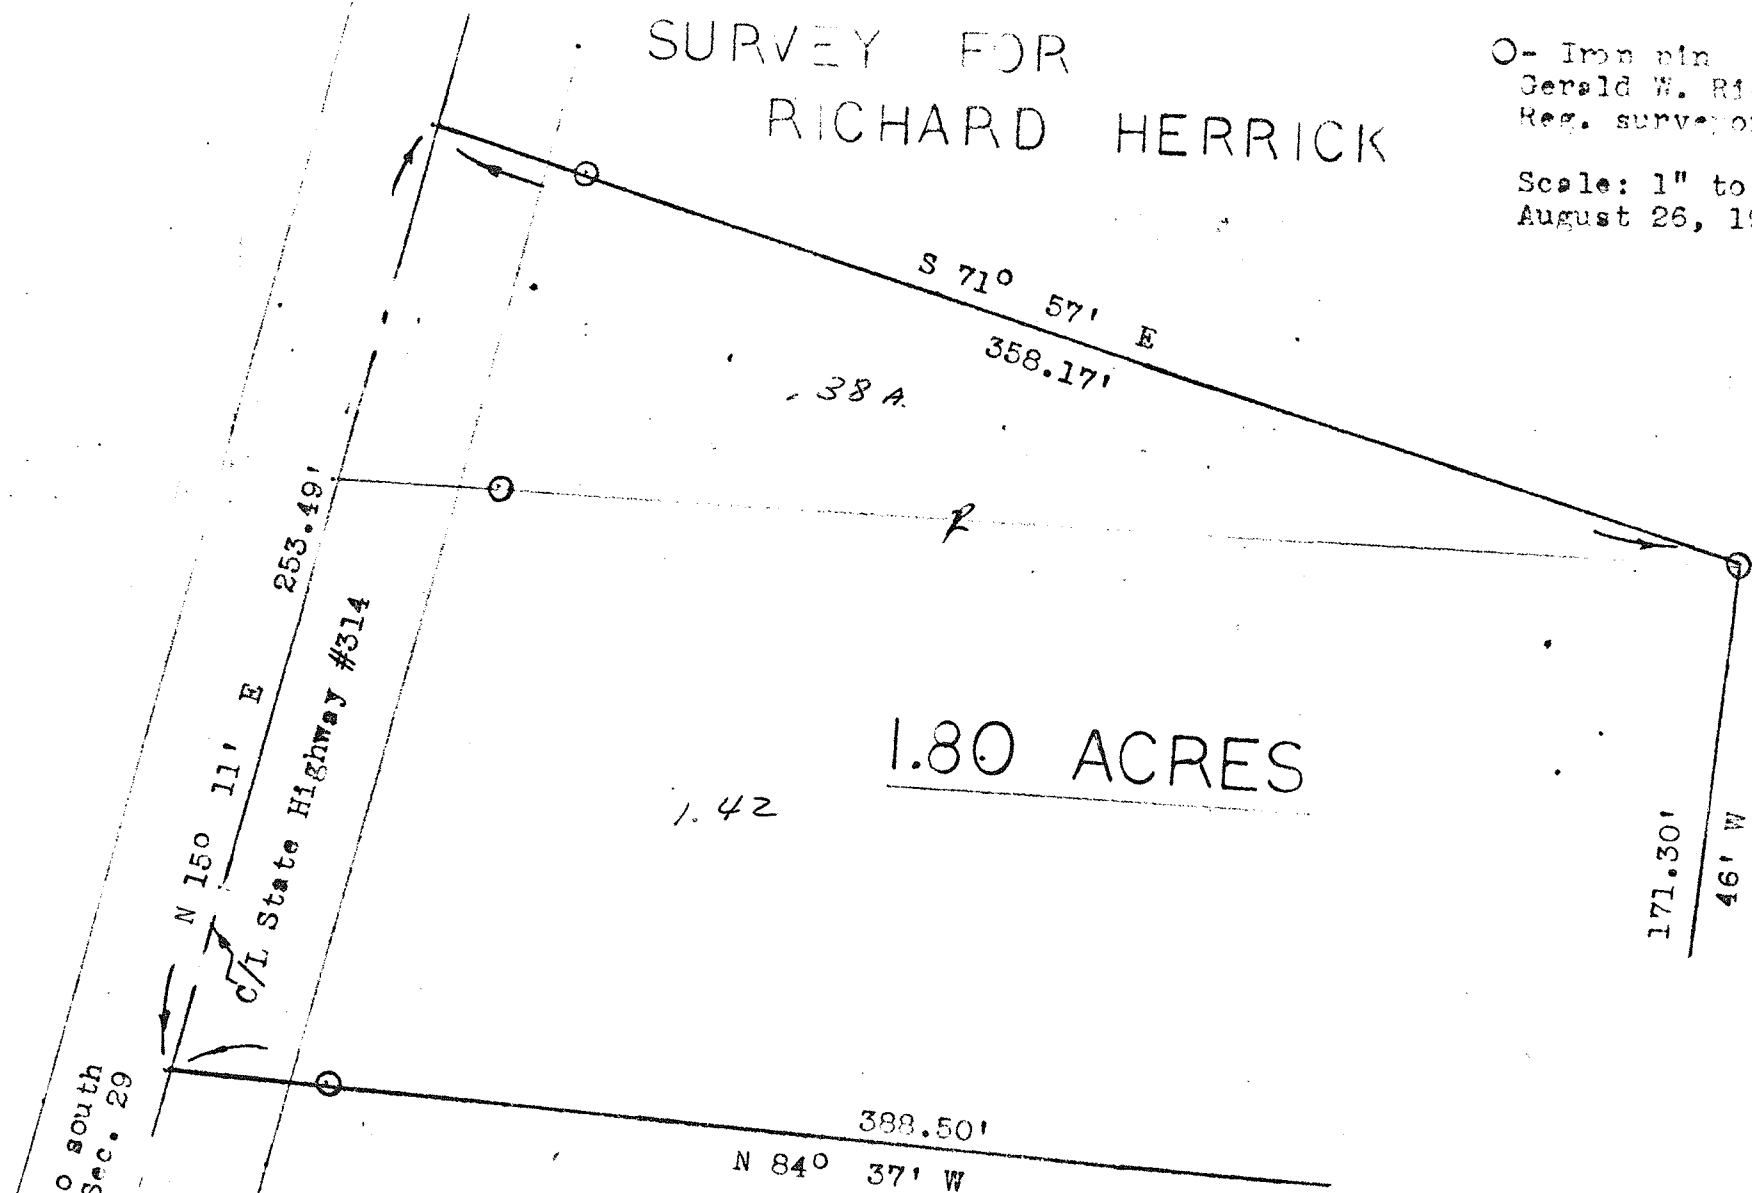 SURVEY FOR
RICHARD HERRICK
O- Iron pin
Gerald W.
Reg.
Scale: 1" to
August 26,
S 71° 57' E
358.17'
.38 A.
253.49'
N 15° 11' E
C/L State Highway #314
1.80 ACRES
1.42
171.30'
46' W
388.50'
N 84° 37' W
south
Sec. 29